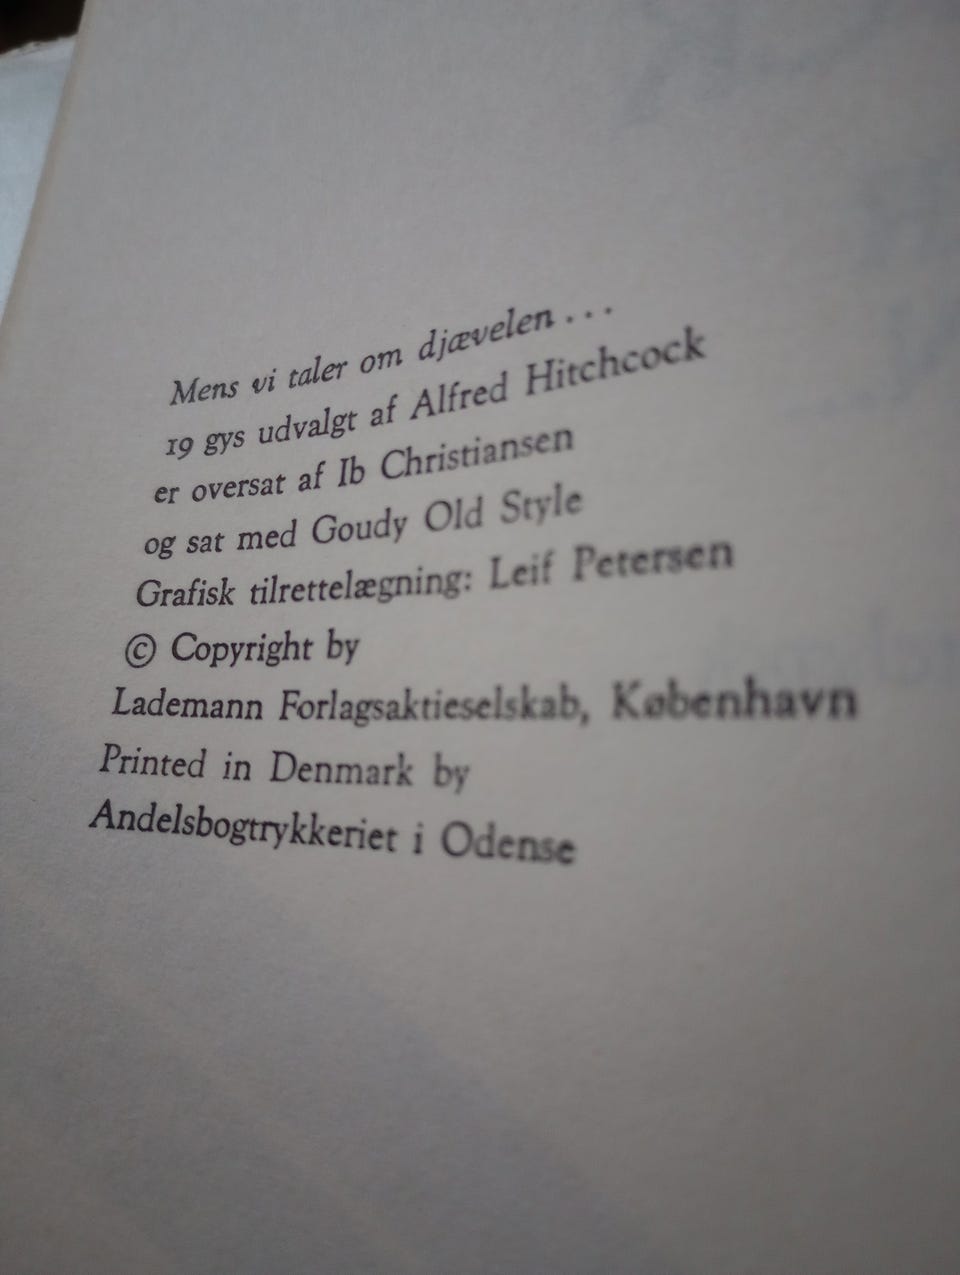 Mens vi taler om djævelen . . .
19 gys udvalgt af Alfred Hitchcock
er oversat af Ib Christiansen
og sat med Goudy Old Style
Grafisk tilrettelægning: Leif Petersen
© Copyright by
Lademann Forlagsaktieselskab, København
Printed in Denmark by
Andelsbogtrykkeriet i Odense